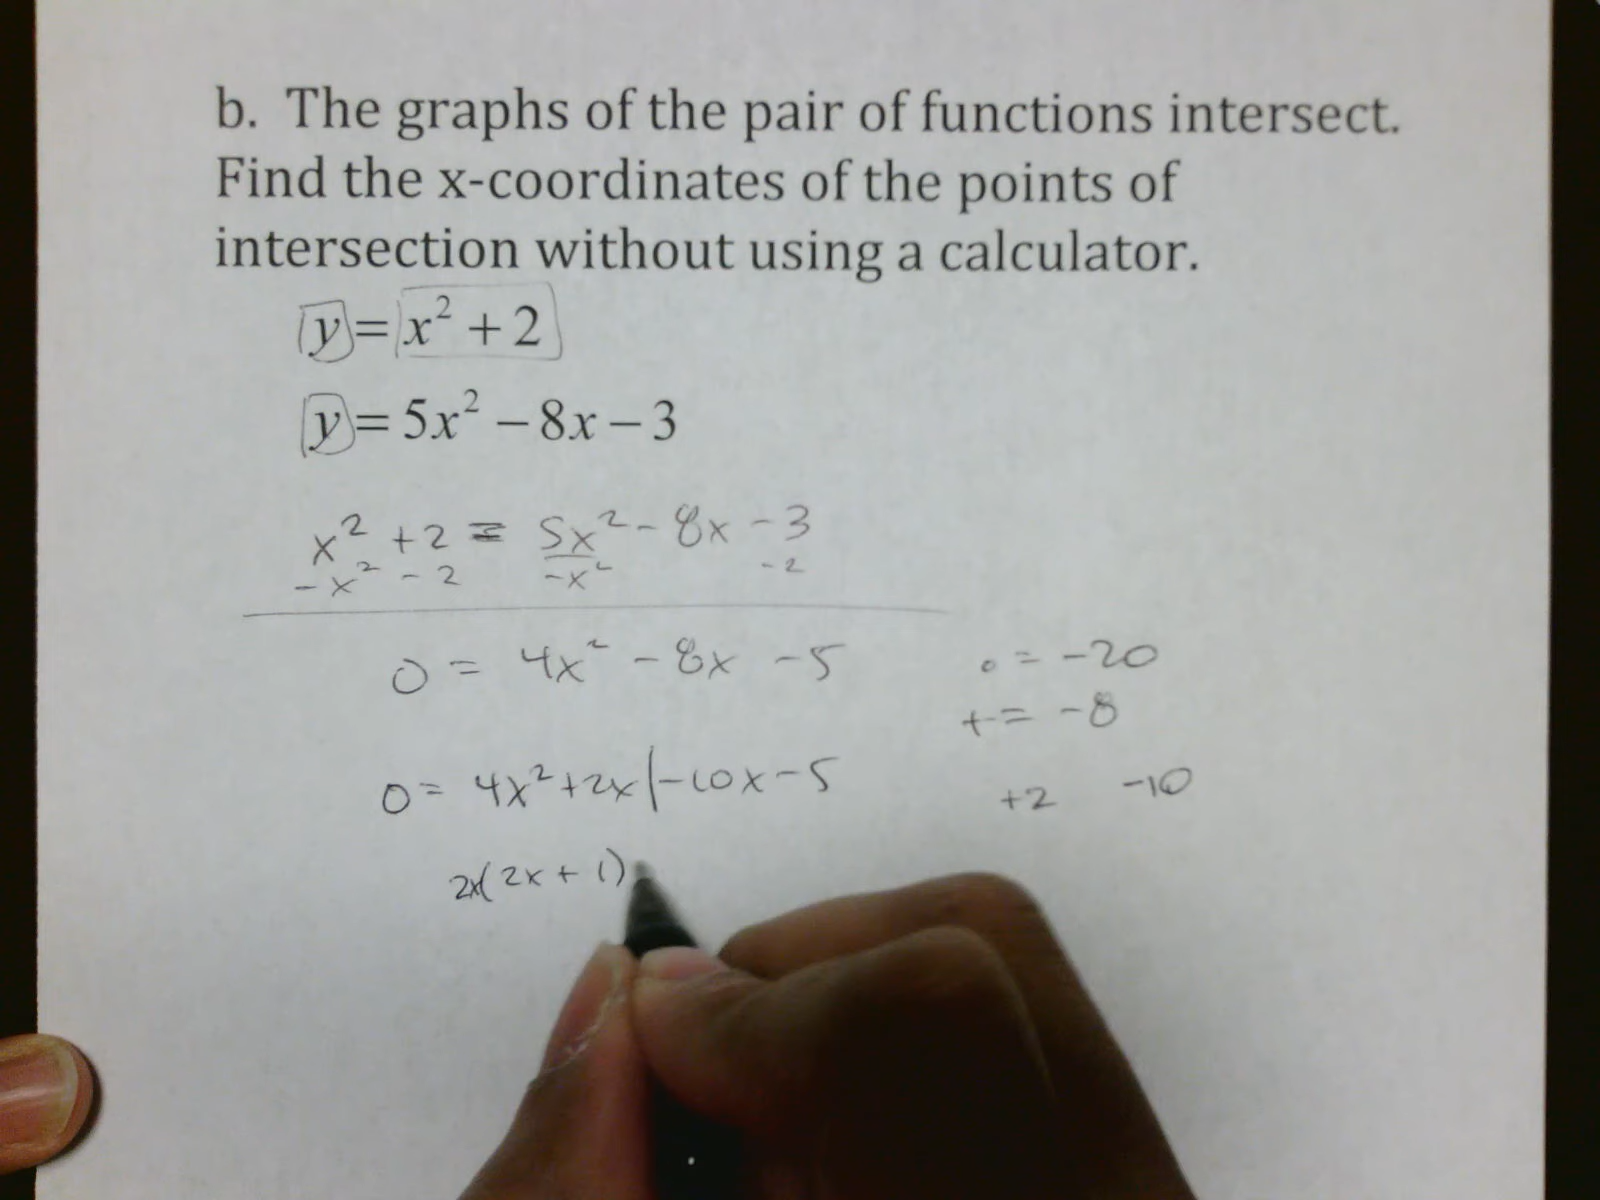 b. The graphs of the pair of functions intersect.
Find the x-coordinates of the points of
intersection without using a calculator.
y = x² + 2
y = 5x² − 8x − 3
x² + 2 = 5x² - 8x - 3
- x² - 2 - x² - 2
0 = 4x² - 8x - 5
· = -20
+ = -8
0 = 4x² + 2x | - 10x - 5
+2 -10
2x( 2x + 1)